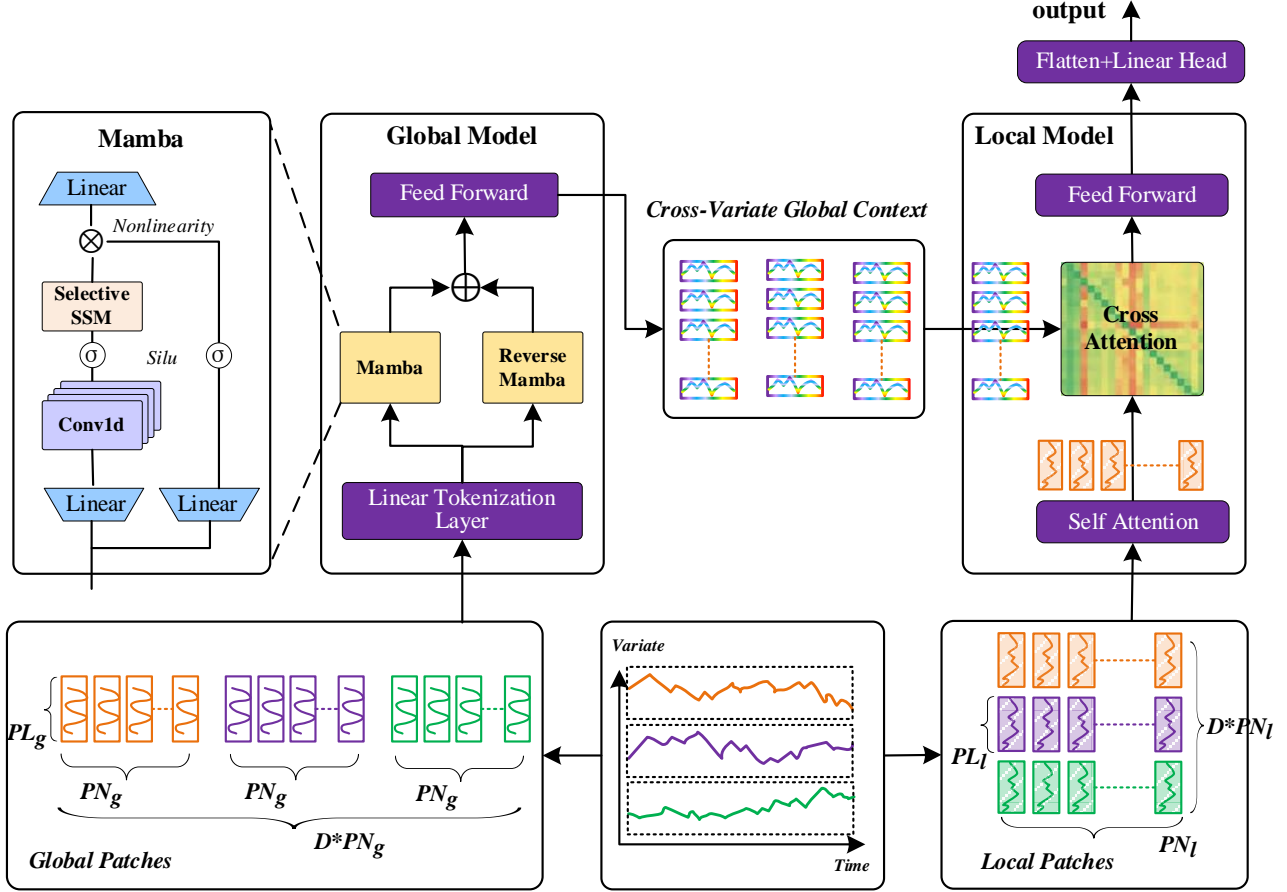 output
Flatten+Linear Head
Mamba
Linear
Nonlinearity
Selective
SSM
σ
Silu
σ
Conv1d
Linear
Linear
Global Model
Feed Forward
Mamba
Reverse
Mamba
Linear Tokenization
Layer
Cross-Variate Global Context
Local Model
Feed Forward
Cross
Attention
Self Attention
PLg
PNg
PNg
PNg
D*PNg
Global Patches
Variate
Time
PLl
D*PNl
PNl
Local Patches